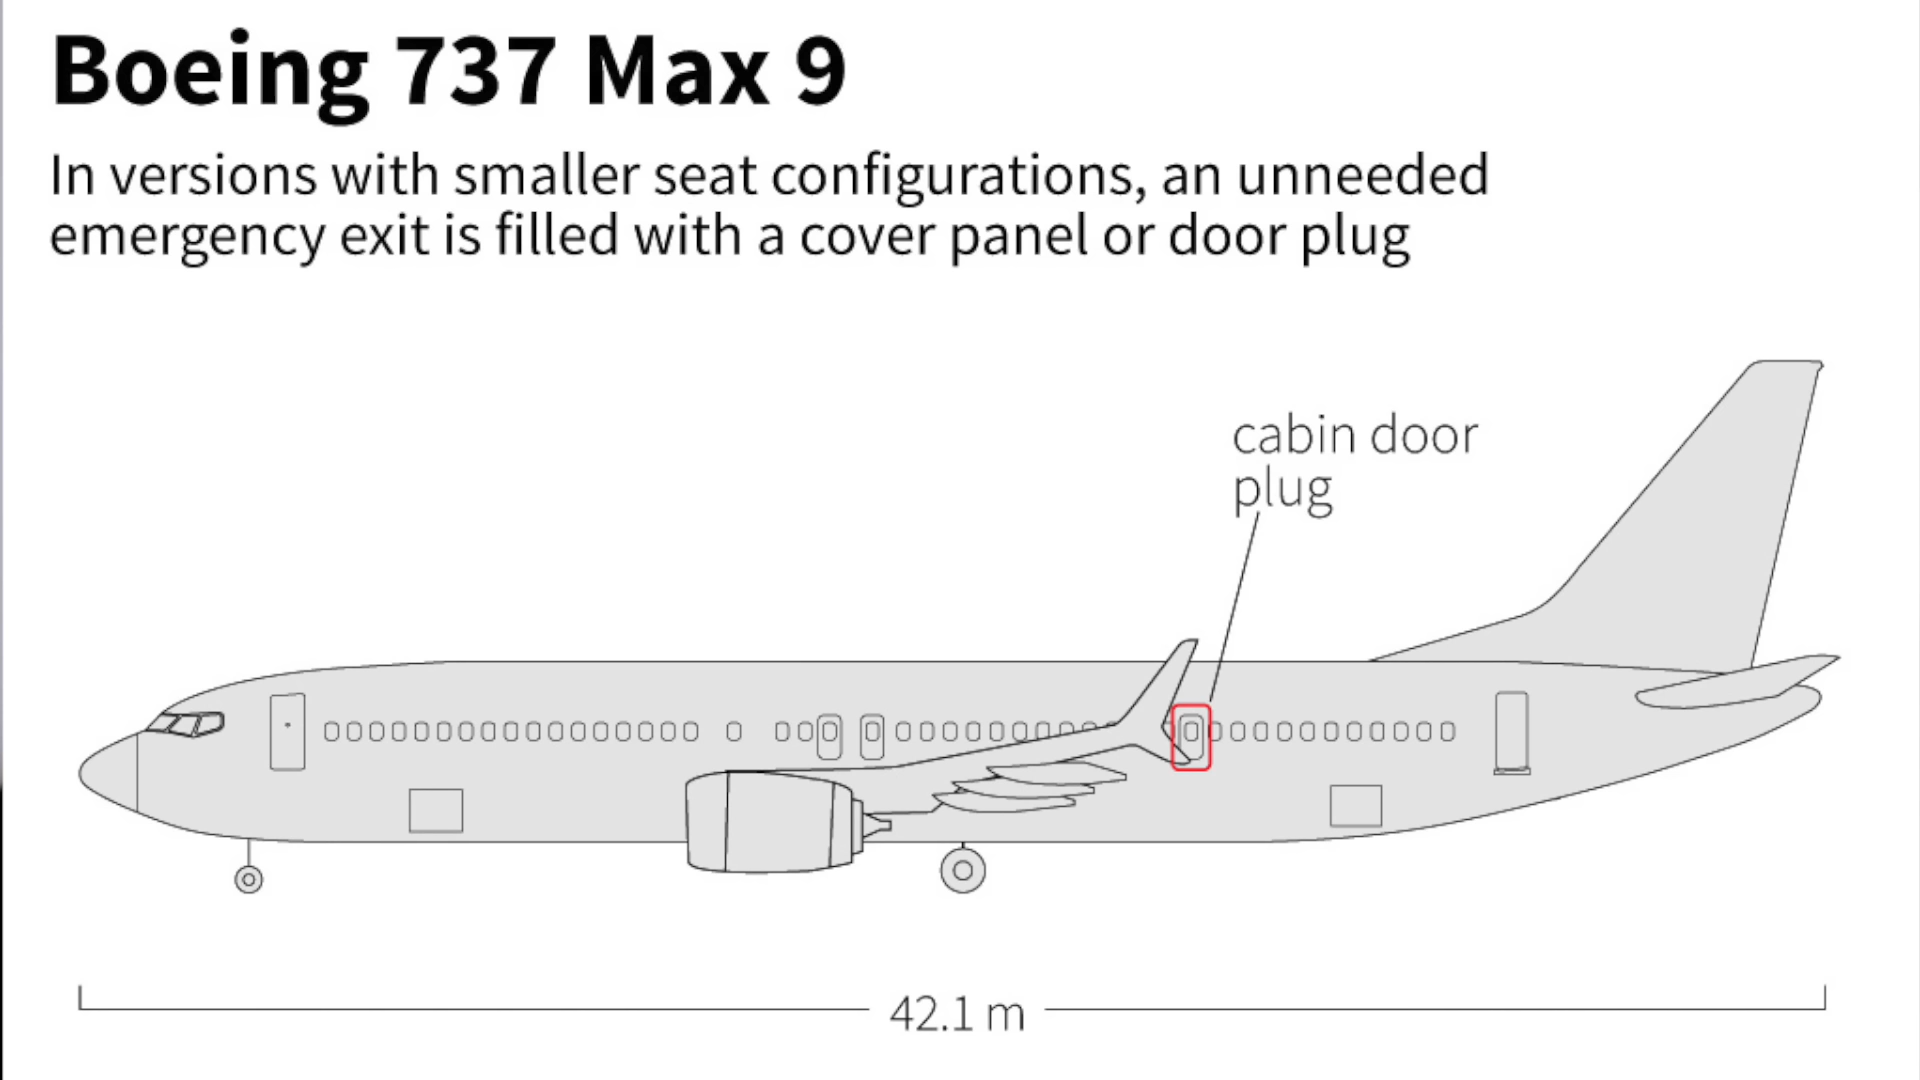 Boeing 737 Max 9
In versions with smaller seat configurations, an unneeded
emergency exit is filled with a cover panel or door plug
cabin door
plug
42.1 m